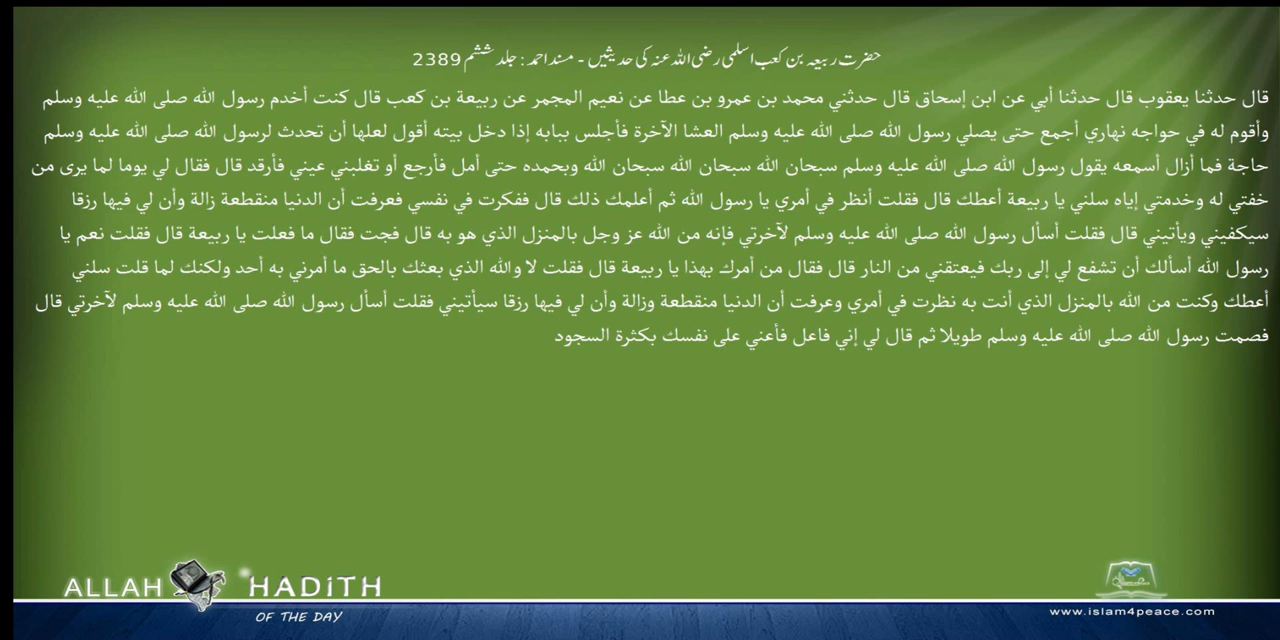 حضرت ربیعہ بن کعب اسلمی رضی اللہ عنہ کی حدیثیں - مسند احمد : جلد ششم 2389
قال حدثنا يعقوب قال حدثنا أبي عن ابن إسحاق قال حدثني محمد بن عمرو بن عطا عن نعيم المجمر عن ربيعة بن كعب قال كنت أخدم رسول الله صلى الله عليه وسلم
وأقوم له في حواجه نهاري أجمع حتى يصلي رسول الله صلى الله عليه وسلم العشا الآخرة فأجلس ببابه إذا دخل بيته أقول لعلها أن تحدث لرسول الله صلى الله عليه وسلم
حاجة فما أزال أسمعه يقول رسول الله صلى الله عليه وسلم سبحان الله سبحان الله سبحان الله وبحمده حتى أمل فأرجع أو تغلبني عيني فأرقد قال فقال لي يوما لما يرى من
خفتي له وخدمتي إياه سلني يا ربيعة أعطك قال فقلت أنظر في أمري يا رسول الله ثم أعلمك ذلك قال ففكرت في نفسي فعرفت أن الدنيا منقطعة زالة وأن لي فيها رزقا
سيكفيني ويأتيني قال فقلت أسأل رسول الله صلى الله عليه وسلم لآخرتي فإنه من الله عز وجل بالمنزل الذي هو به قال فجت فقال ما فعلت يا ربيعة قال فقلت نعم يا
رسول الله أسألك أن تشفع لي إلى ربك فيعتقني من النار قال فقال من أمرك بهذا يا ربيعة قال فقلت لا والله الذي بعثك بالحق ما أمرني به أحد ولكنك لما قلت سلني
أعطك وكنت من الله بالمنزل الذي أنت به نظرت في أمري وعرفت أن الدنيا منقطعة وزالة وأن لي فيها رزقا سيأتيني فقلت أسأل رسول الله صلى الله عليه وسلم لآخرتي قال
فصمت رسول الله صلى الله عليه وسلم طويلا ثم قال لي إني فاعل فأعني على نفسك بكثرة السجود
ALLAH HADITH
OF THE DAY
www.islam4peace.com